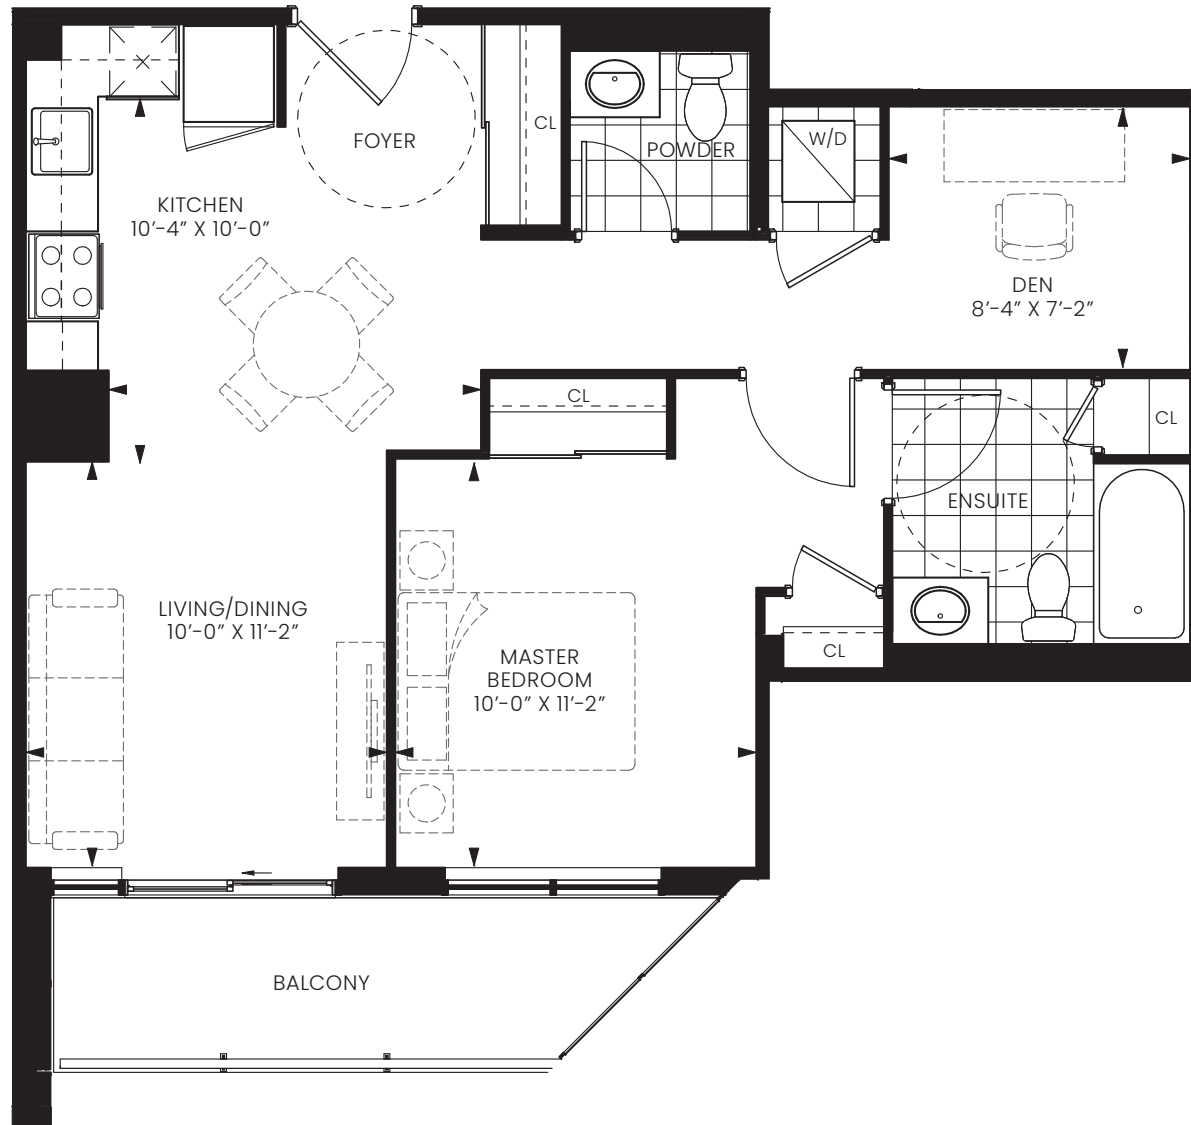 FOYER
CL
POWDER
W/D
KITCHEN
10’-4” X 10’-0”
DEN
8’-4” X 7’-2”
CL
CL
ENSUITE
LIVING/DINING
10’-0” X 11’-2”
MASTER
BEDROOM
10’-0” X 11’-2”
CL
BALCONY